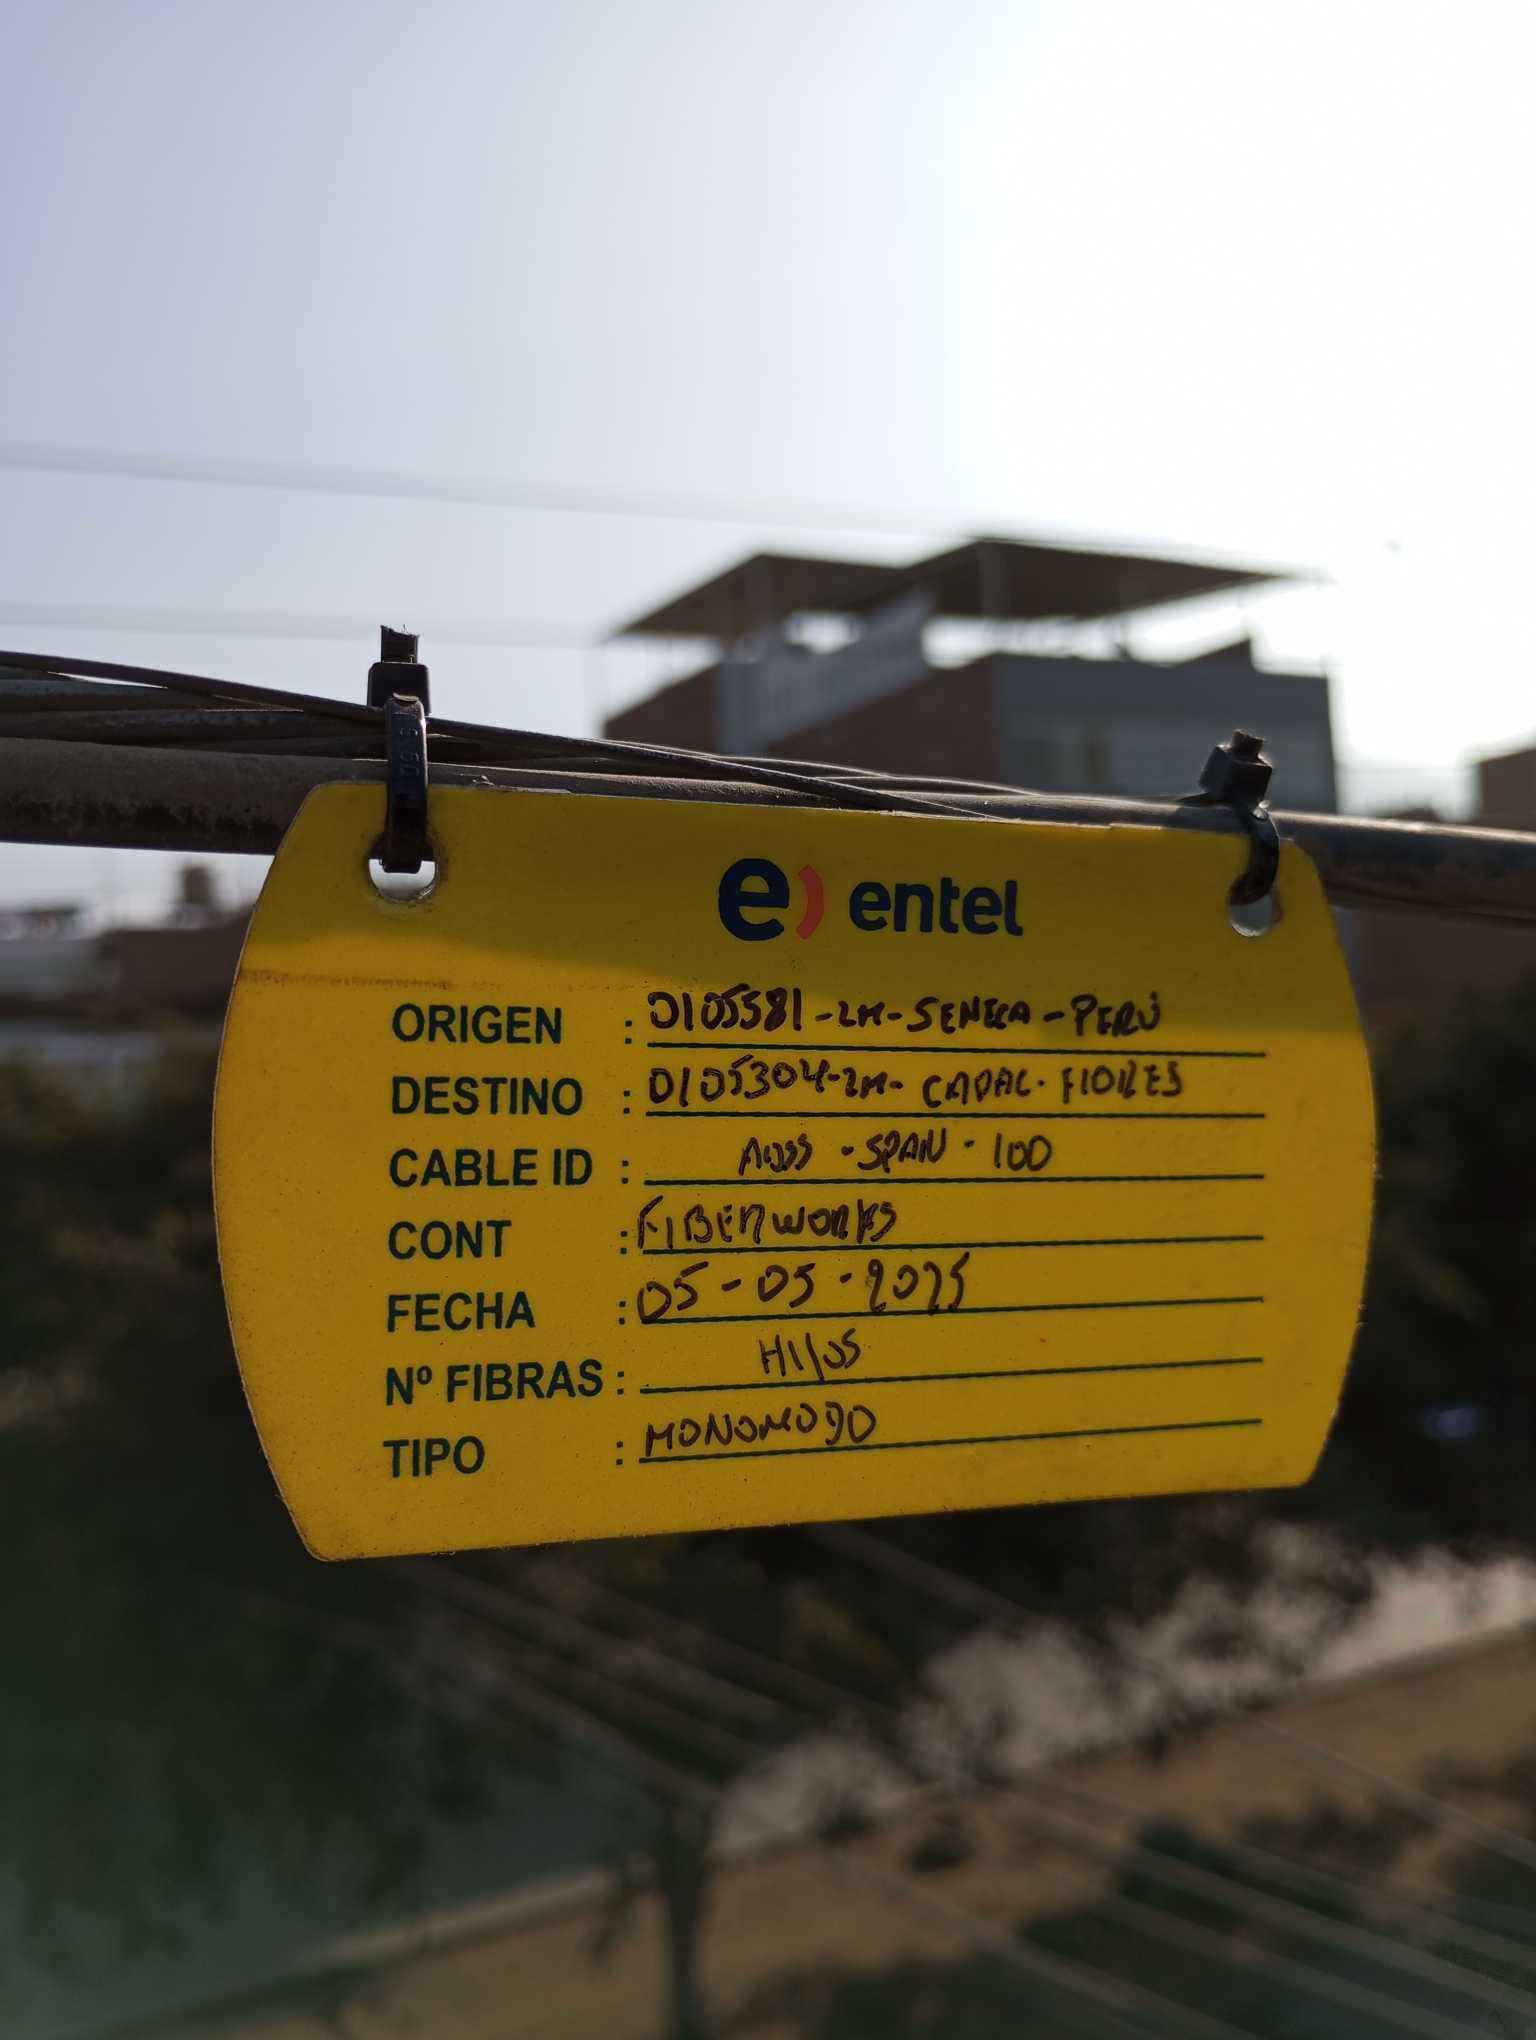 e) entel
ORIGEN : 0105581-LM-SENECA-PERÚ
DESTINO : 0105304-LM- CAPAC. FLORES
CABLE ID : ADSS - SPAN - 100
CONT : FIBERWORKS
FECHA : 05-05-2025
Nº FIBRAS : Hilos
TIPO : MONOMODO